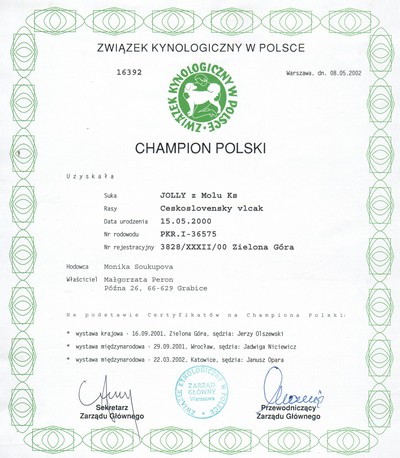 ZWIĄZEK KYNOLOGICZNY W POLSCE
16392
Warszawa, dn. 08.05.2002
ZWIĄZEK KYNOLOGICZNY W POLSCE
CHAMPION POLSKI
Uzyskała
Suka JOLLY z Molu Ks
Rasy Ceskoslovensky vlcak
Data urodzenia 15.05.2000
Nr rodowodu PKR.I-36575
Nr rejestracyjny 3828/XXXII/00 Zielona Góra
Hodowca Monika Soukupova
Właściciel Małgorzata Peron
Późna 26, 66-629 Grabice
Na podstawie Certyfikatów na Championa Polski:
* wystawa krajowa - 16.09.2001, Zielona Góra, sędzia: Jerzy Olszewski
* wystawa międzynarodowa - 29.09.2001, Wrocław, sędzia: Jadwiga Niciewicz
* wystawa międzynarodowa - 22.03.2002, Katowice, sędzia: Janusz Opara
ZWIĄZEK KYNOLOGICZNY W POLSCE
ZARZĄD
GŁÓWNY
Warszawa
Sekretarz
Zarządu Głównego
Przewodniczący
Zarządu Głównego